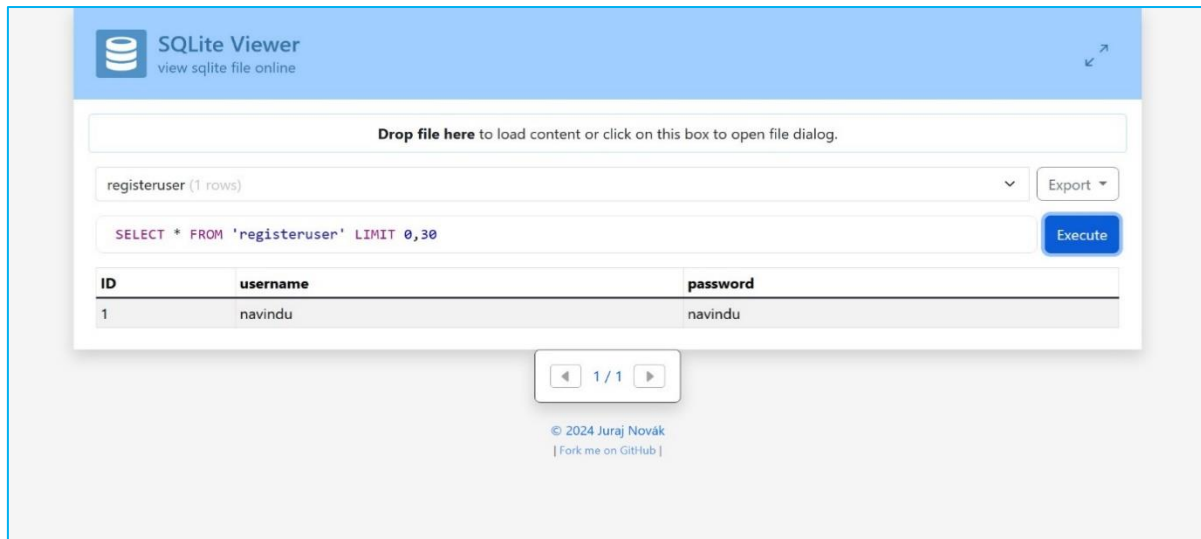 SQLite Viewer
view sqlite file online
Drop file here to load content or click on this box to open file dialog.
registeruser (1 rows)
Export
SELECT * FROM 'registeruser' LIMIT 0,30
Execute
ID username password
1 navindu navindu
1 / 1
© 2024 Juraj Novák
| Fork me on GitHub |